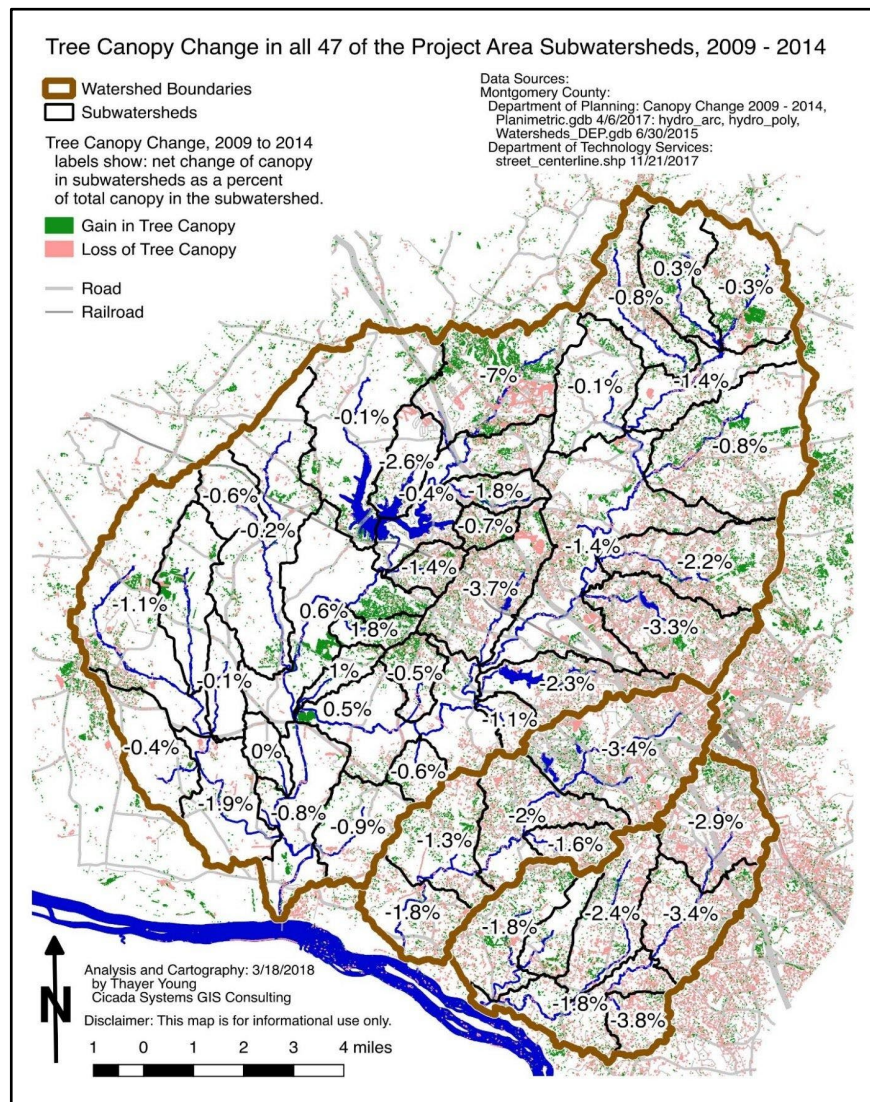 Tree Canopy Change in all 47 of the Project Area Subwatersheds, 2009 - 2014
Watershed Boundaries
Subwatersheds
Tree Canopy Change, 2009 to 2014
labels show: net change of canopy
in subwatersheds as a percent
of total canopy in the subwatershed.
Gain in Tree Canopy
Loss of Tree Canopy
Road
Railroad
Data Sources:
Montgomery County:
Department of Planning: Canopy Change 2009 - 2014,
Planimetric.gdb 4/6/2017: hydro_arc, hydro_poly,
Watersheds_DEP.gdb 6/30/2015
Department of Technology Services:
street_centerline.shp 11/21/2017
0.3%
-0.8%
-0.3%
-7%
-0.1%
-1.4%
-0.1%
-0.8%
-2.6%
-0.4%
-1.8%
-0.6%
-0.2%
-0.7%
-1.4%
-1.4%
-2.2%
-3.7%
-1.1%
0.6%
1.8%
-3.3%
-0.1%
1%
-0.5%
-2.3%
0.5%
-1.1%
-0.4%
0%
-0.6%
-3.4%
-1.9%
-0.8%
-0.9%
-1.3%
-2%
-1.6%
-2.9%
-1.8%
-1.8%
-2.4%
-3.4%
-1.8%
-3.8%
N
Analysis and Cartography: 3/18/2018
by Thayer Young
Cicada Systems GIS Consulting
Disclaimer: This map is for informational use only.
1 0 1 2 3 4 miles